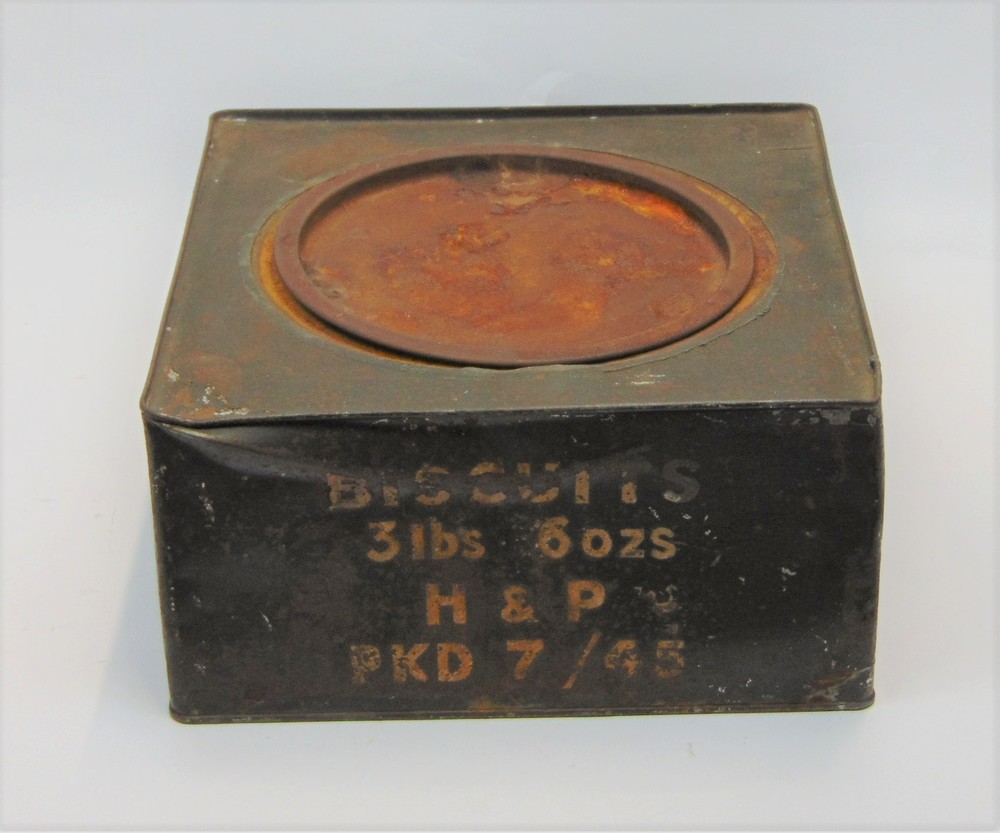 BISCUITS
3lbs 6ozs
H & P
PKD 7/45